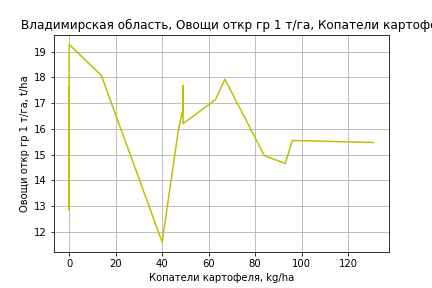 Владимирская область, Овощи откр гр 1 т/га, Копатели картофе
19
18
17
16
15
14
13
12
Овощи откр гр 1 т/га, t/ha
0 20 40 60 80 100 120
Копатели картофеля, kg/ha